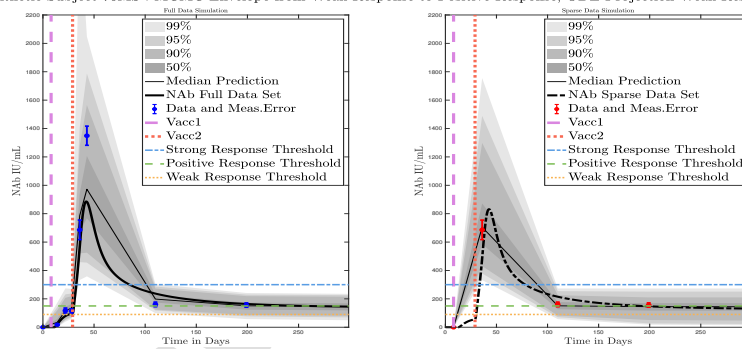 Full Data Simulation
NAb IU/mL
2200
2000
1800
1600
1400
1200
1000
800
600
400
200
0
0 50 100 150 200 250
Time in Days
99%
95%
90%
50%
Median Prediction
NAb Full Data Set
Data and Meas.Error
Vacc1
Vacc2
Strong Response Threshold
Positive Response Threshold
Weak Response Threshold
Sparse Data Simulation
NAb IU/mL
2200
2000
1800
1600
1400
1200
1000
800
600
400
200
0
0 50 100 150 200 250
Time in Days
99%
95%
90%
50%
Median Prediction
NAb Sparse Data Set
Data and Meas.Error
Vacc1
Vacc2
Strong Response Threshold
Positive Response Threshold
Weak Response Threshold